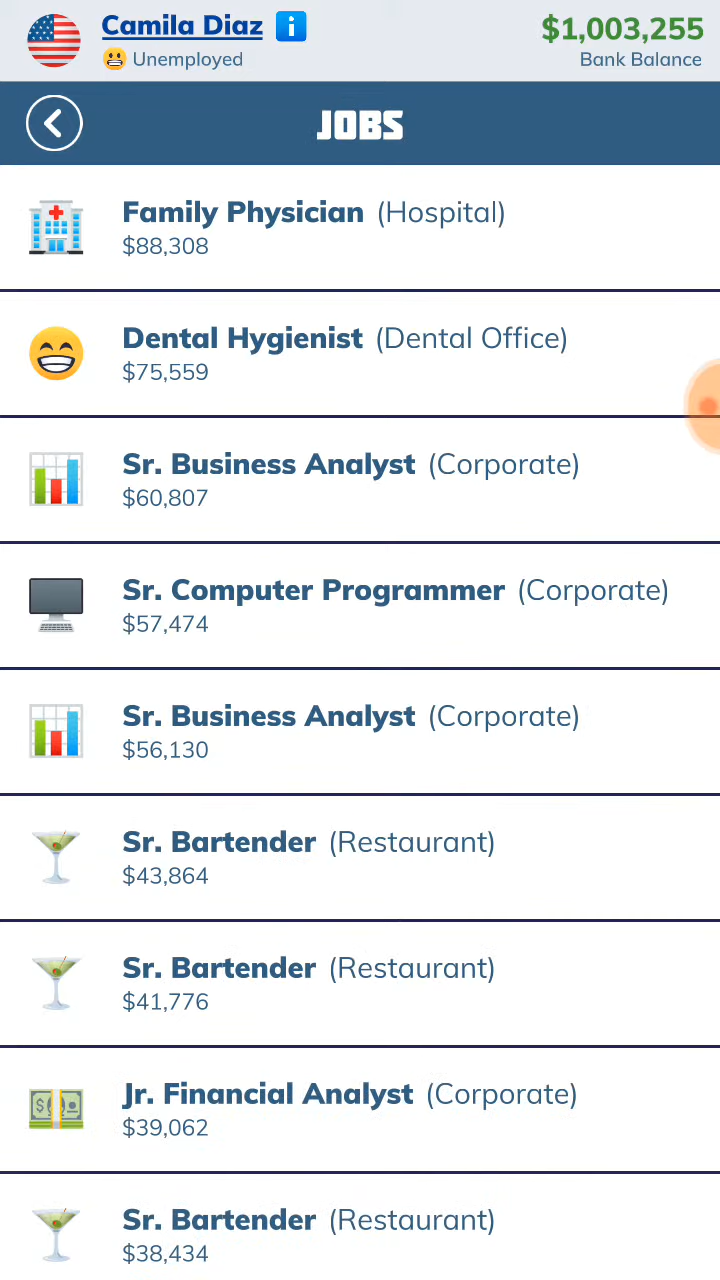 Camila Diaz i
Unemployed
$1,003,255
Bank Balance
JOBS
Family Physician (Hospital)
$88,308
Dental Hygienist (Dental Office)
$75,559
Sr. Business Analyst (Corporate)
$60,807
Sr. Computer Programmer (Corporate)
$57,474
Sr. Business Analyst (Corporate)
$56,130
Sr. Bartender (Restaurant)
$43,864
Sr. Bartender (Restaurant)
$41,776
Jr. Financial Analyst (Corporate)
$39,062
Sr. Bartender (Restaurant)
$38,434